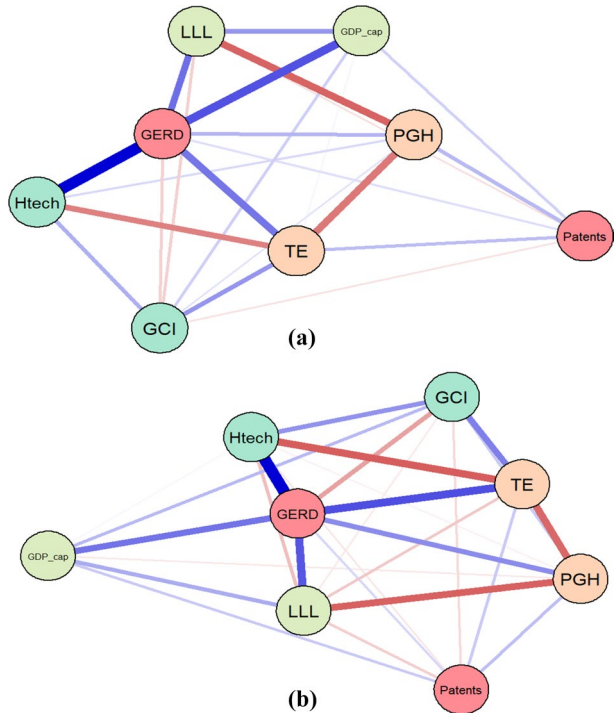 LLL
GDP_cap
GERD
PGH
Htech
TE
Patents
GCI
(a)
GCI
Htech
TE
GERD
GDP_cap
PGH
LLL
Patents
(b)